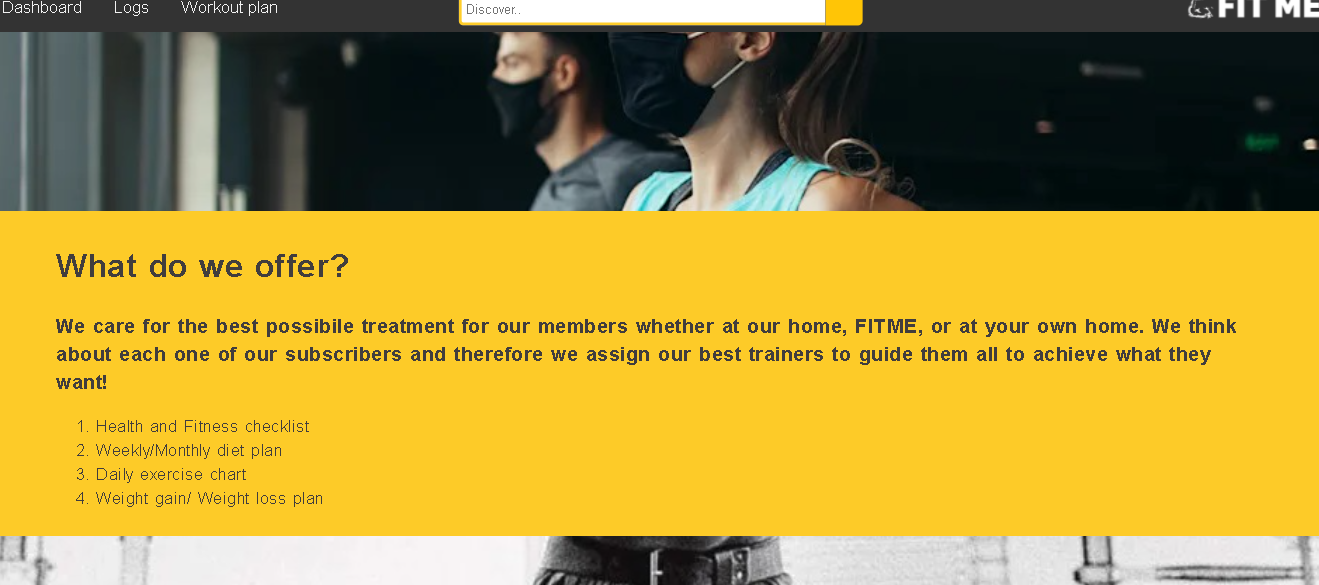 Dashboard Logs Workout plan Discover.. FIT ME
What do we offer?
We care for the best possibile treatment for our members whether at our home, FITME, or at your own home. We think
about each one of our subscribers and therefore we assign our best trainers to guide them all to achieve what they
want!
1. Health and Fitness checklist
2. Weekly/Monthly diet plan
3. Daily exercise chart
4. Weight gain/ Weight loss plan